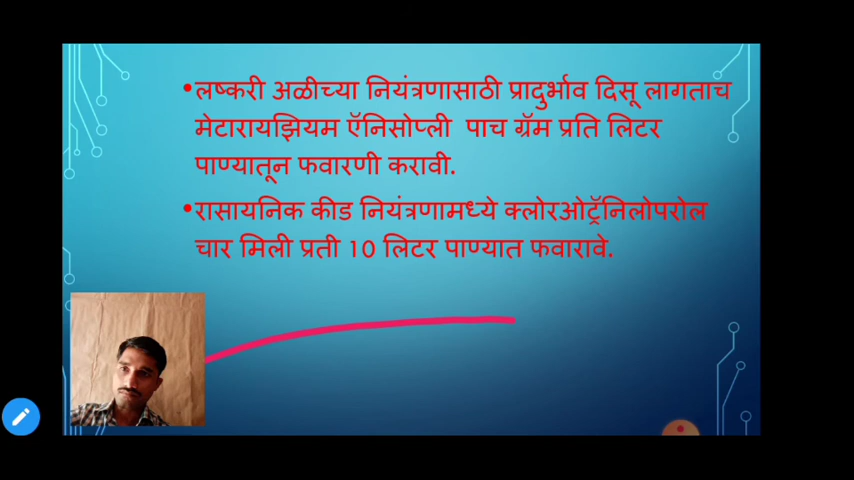 •लष्करी अळीच्या नियंत्रणासाठी प्रादुर्भाव दिसू लागताच
मेटारायझियम ऍनिसोप्ली पाच ग्रॅम प्रति लिटर
पाण्यातून फवारणी करावी.
•रासायनिक कीड नियंत्रणामध्ये क्लोरओट्रॅनिलोपरोल
चार मिली प्रती 10 लिटर पाण्यात फवारावे.